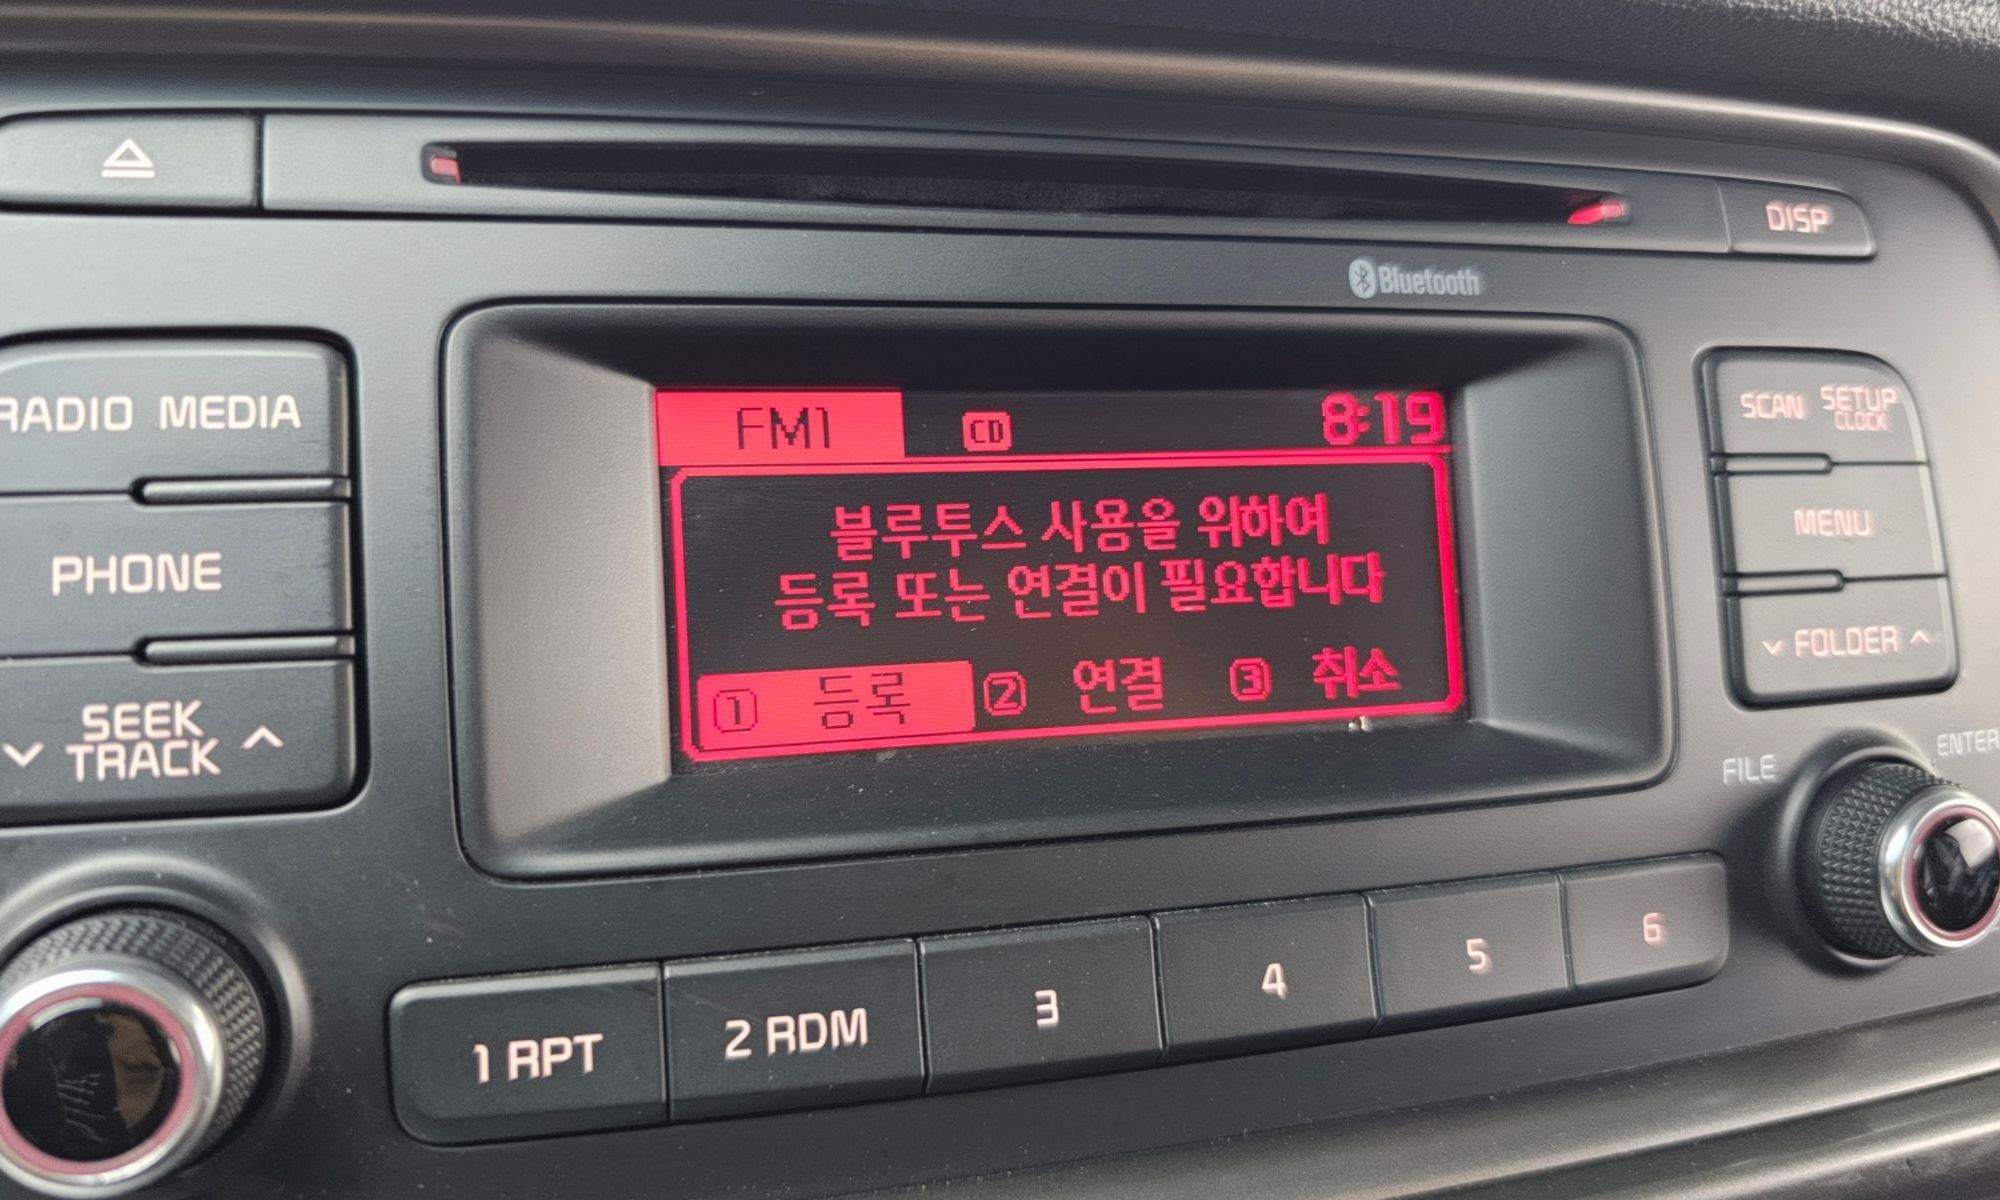 DISP
Bluetooth
RADIO MEDIA
PHONE
SEEK
TRACK
FM1 CD 8:19
블루투스 사용을 위하여
등록 또는 연결이 필요합니다
① 등록 ② 연결 ③ 취소
SCAN SETUP
CLOCK
MENU
FOLDER
FILE
ENTER
1 RPT 2 RDM 3 4 5 6